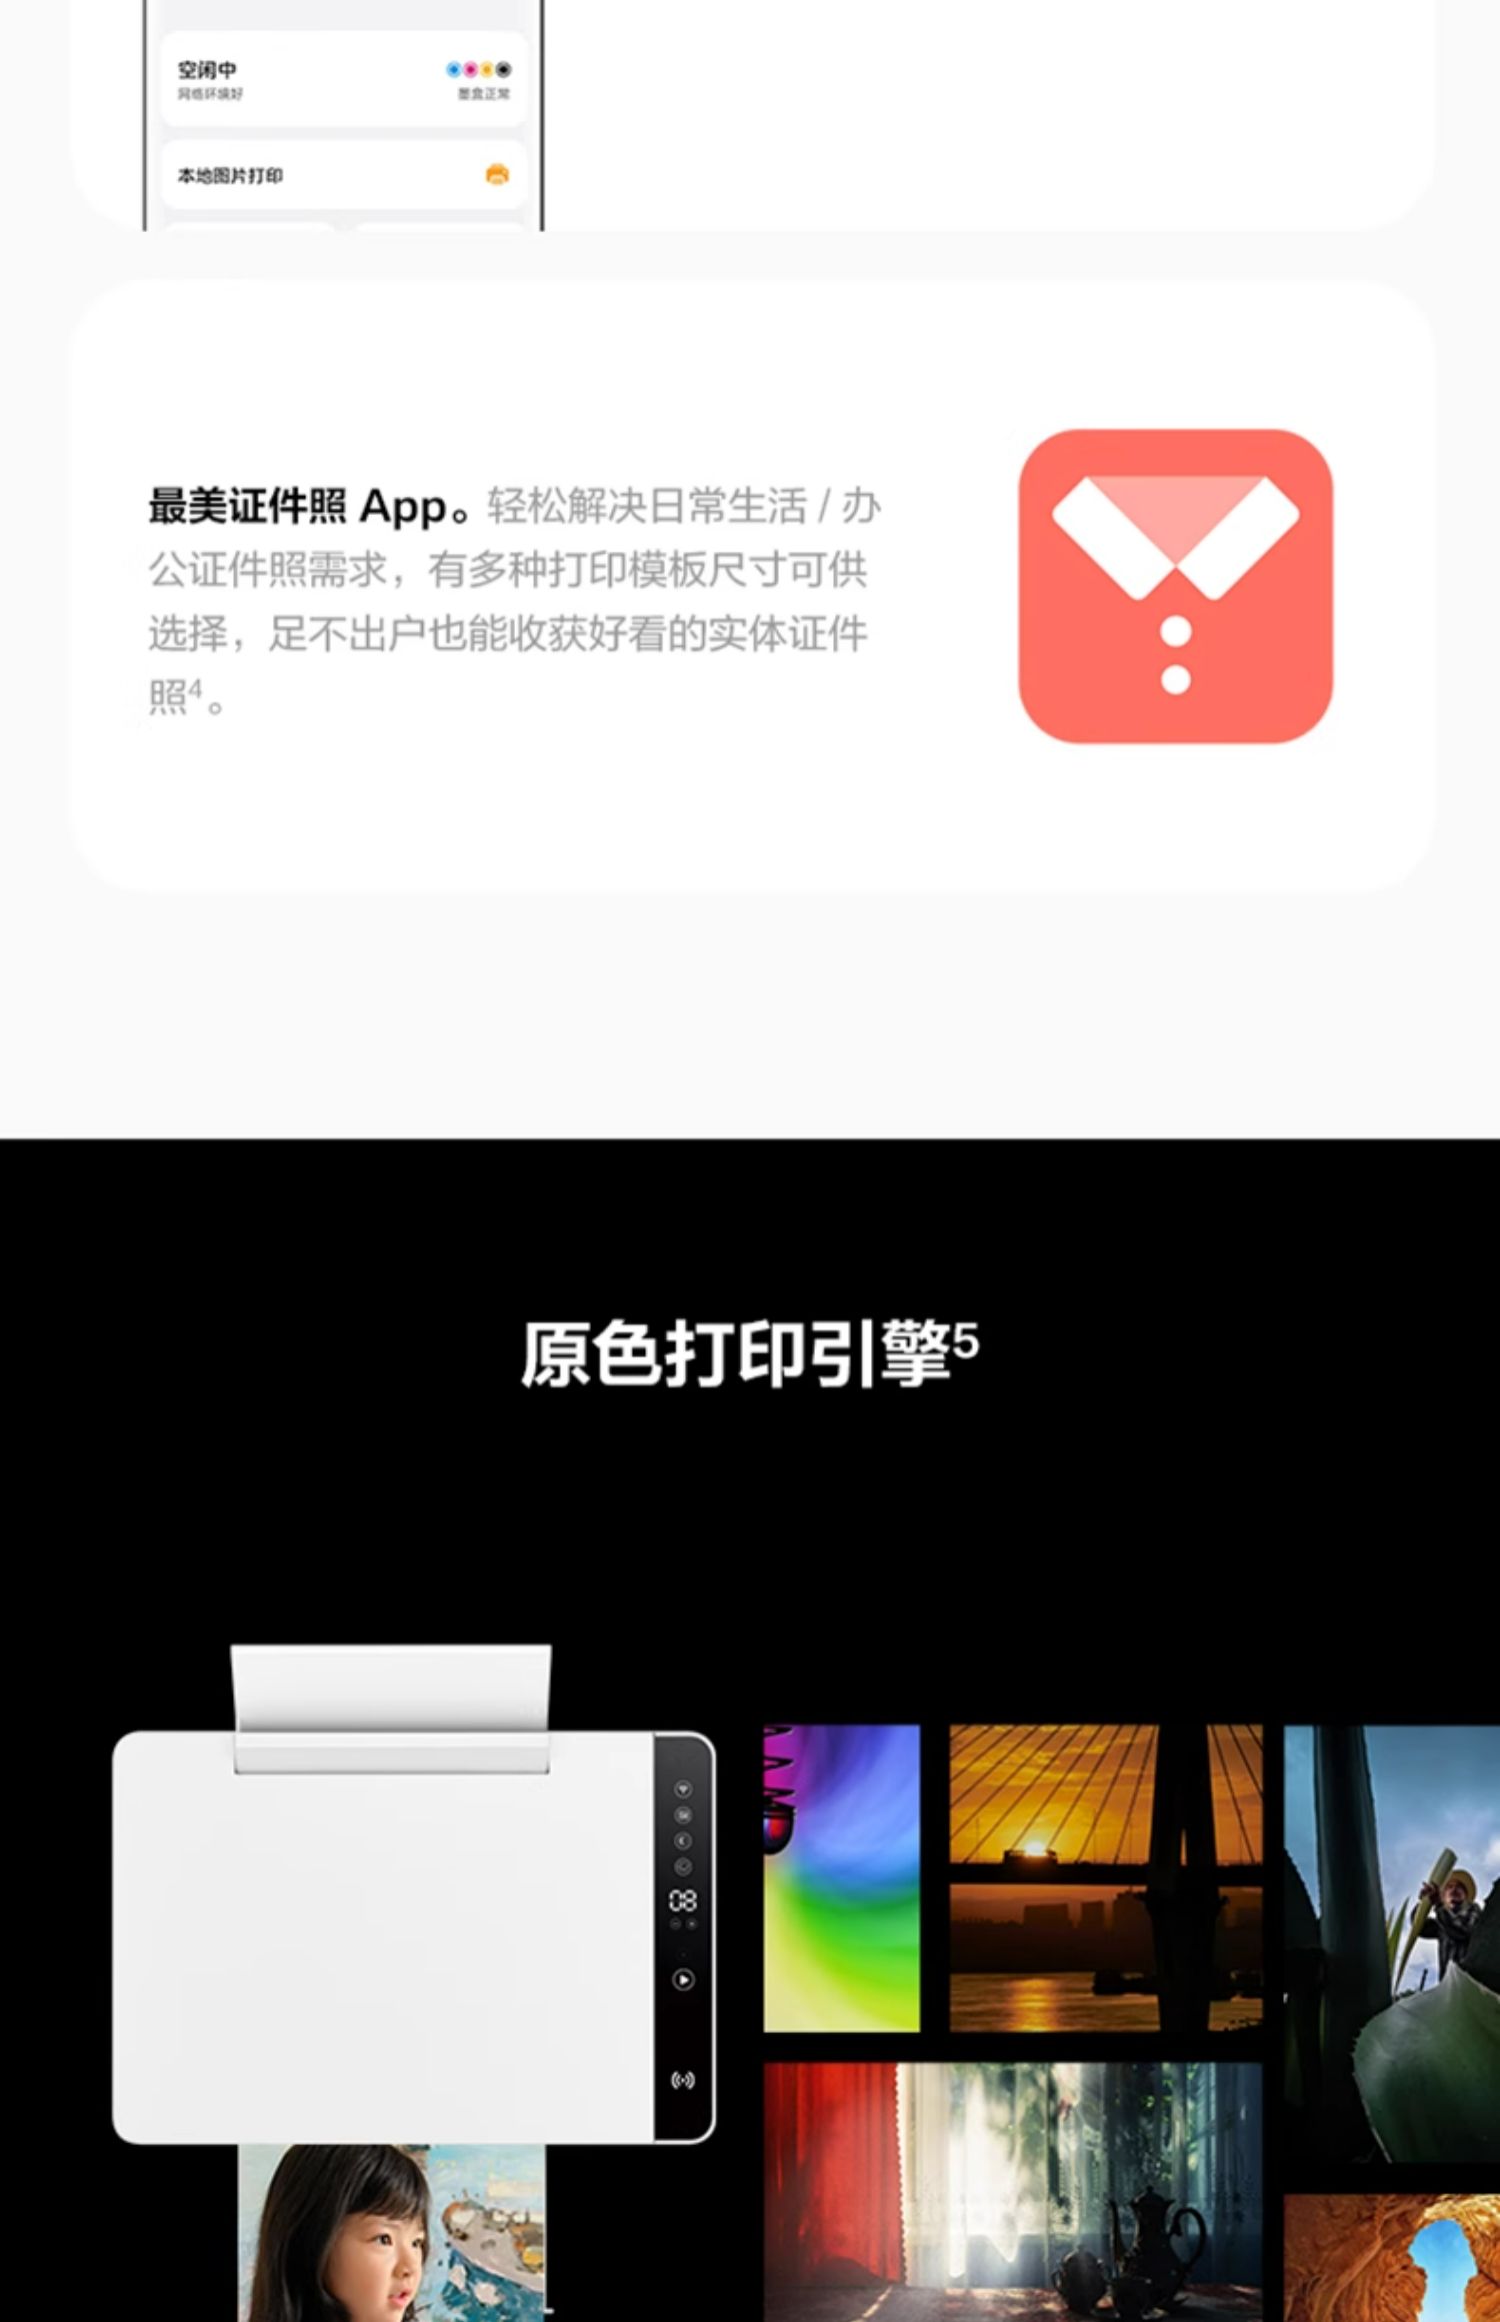 空闲中
网络环境好
墨盒正常
本地图片打印
最美证件照 App。轻松解决日常生活 / 办
公证件照需求，有多种打印模板尺寸可供
选择，足不出户也能收获好看的实体证件
照⁴。
原色打印引擎⁵
08